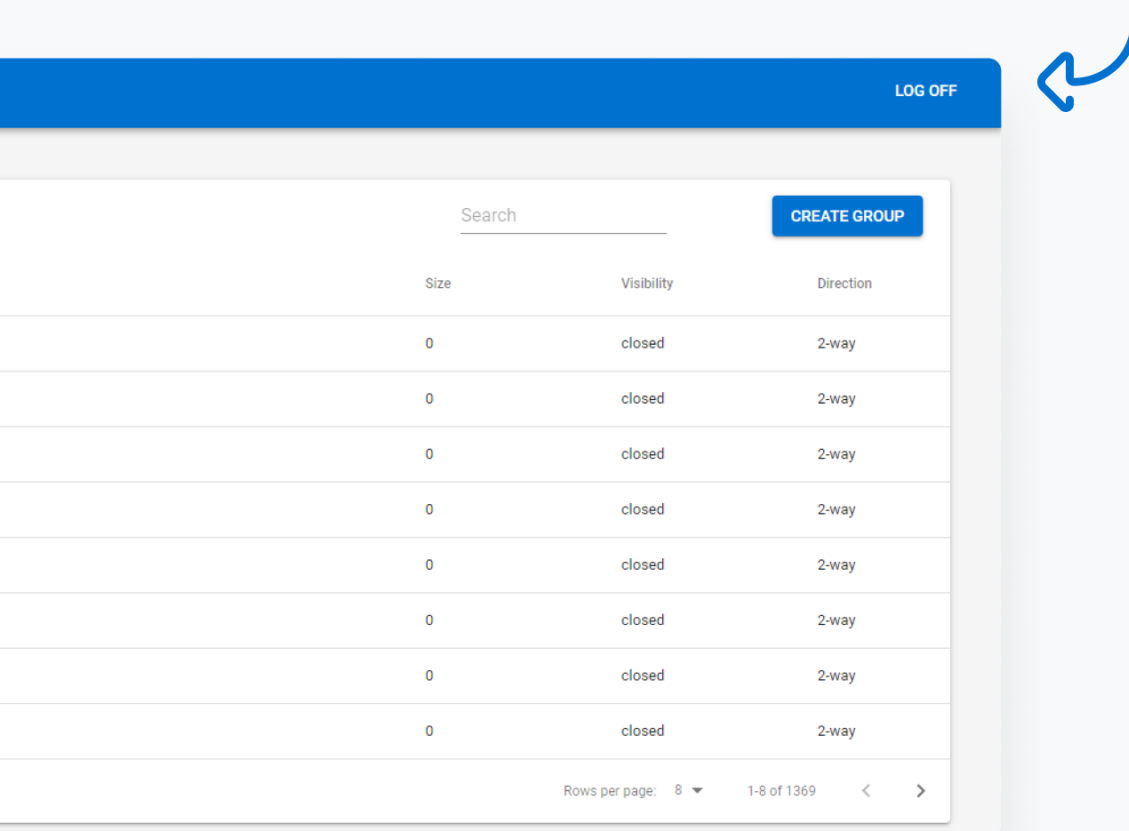 LOG OFF
Search
CREATE GROUP
Size Visibility Direction
0 closed 2-way
0 closed 2-way
0 closed 2-way
0 closed 2-way
0 closed 2-way
0 closed 2-way
0 closed 2-way
0 closed 2-way
Rows per page: 8 1-8 of 1369